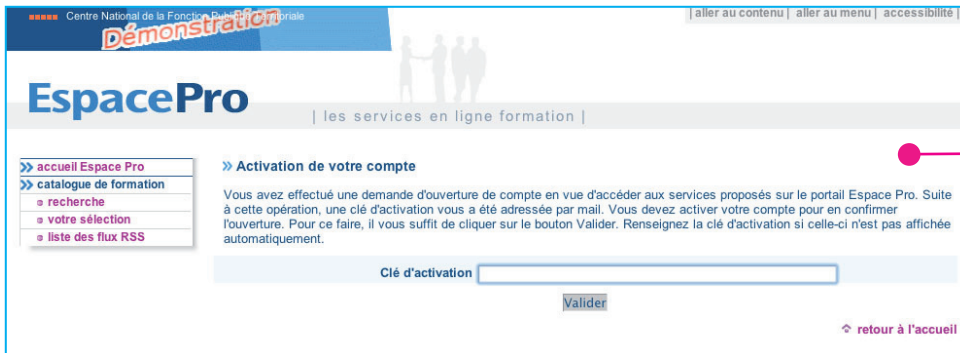 Centre National de la Fonction Publique Territoriale
Démonstration
| aller au contenu | aller au menu | accessibilité |
EspacePro
| les services en ligne formation |
accueil Espace Pro
catalogue de formation
recherche
votre sélection
liste des flux RSS
Activation de votre compte
Vous avez effectué une demande d'ouverture de compte en vue d'accéder aux services proposés sur le portail Espace Pro. Suite
à cette opération, une clé d'activation vous a été adressée par mail. Vous devez activer votre compte pour en confirmer
l'ouverture. Pour ce faire, il vous suffit de cliquer sur le bouton Valider. Renseignez la clé d'activation si celle-ci n'est pas affichée
automatiquement.
Clé d'activation
Valider
retour à l'accueil